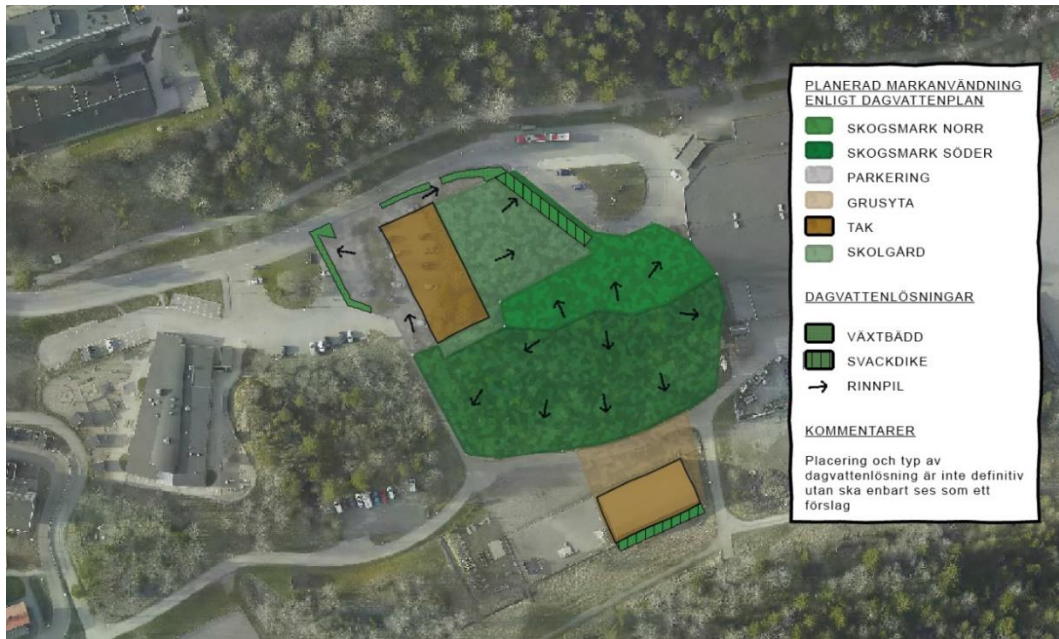 PLANERAD MARKANVÄNDNING
ENLIGT DAGVATTENPLAN
SKOGSMARK NORR
SKOGSMARK SÖDER
PARKERING
GRUSYTA
TAK
SKOLGÅRD
DAGVATTENLÖSNINGAR
VÄXTBÄDD
SVACKDIKE
RINNPIL
KOMMENTARER
Placering och typ av
dagvattenlösning är inte definitiv
utan ska enbart ses som ett
förslag